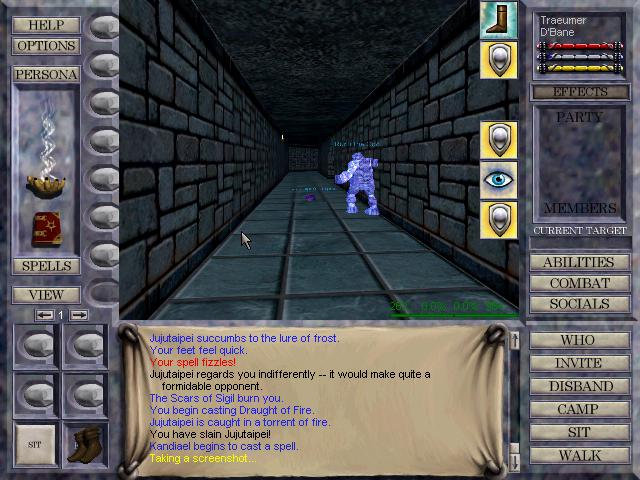 HELP
OPTIONS
PERSONA
SPELLS
VIEW
1
SIT
Traeumer
D'Bane
EFFECTS
PARTY
MEMBERS
CURRENT TARGET
ABILITIES
COMBAT
SOCIALS
WHO
INVITE
DISBAND
CAMP
SIT
WALK
Jujutaipei succumbs to the lure of frost.
Your feet feel quick.
Your spell fizzles!
Jujutaipei regards you indifferently -- it would make quite a
formidable opponent.
The Scars of Sigil burn you.
You begin casting Draught of Fire.
Jujutaipei is caught in a torrent of fire.
You have slain Jujutaipei!
Kandiael begins to cast a spell.
Taking a screenshot...